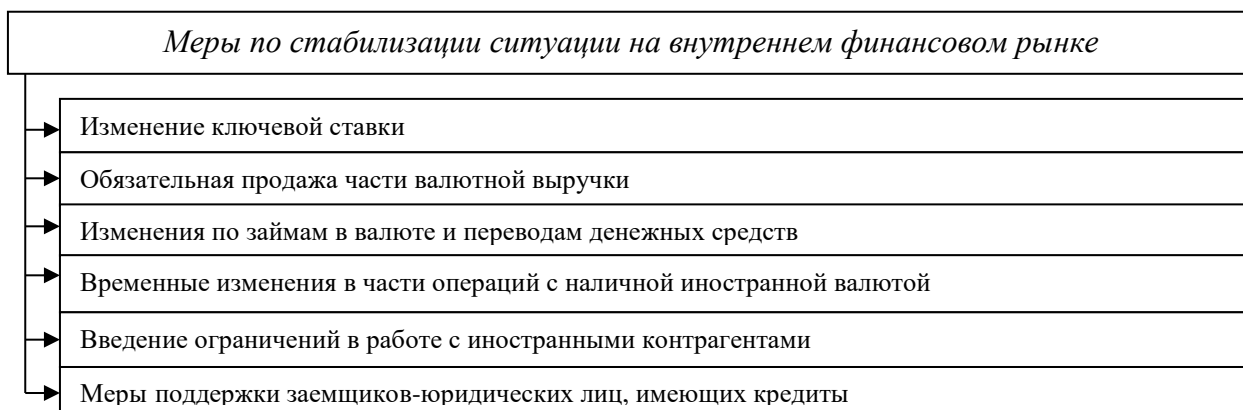 Меры по стабилизации ситуации на внутреннем финансовом рынке
Изменение ключевой ставки
Обязательная продажа части валютной выручки
Изменения по займам в валюте и переводам денежных средств
Временные изменения в части операций с наличной иностранной валютой
Введение ограничений в работе с иностранными контрагентами
Меры поддержки заемщиков-юридических лиц, имеющих кредиты